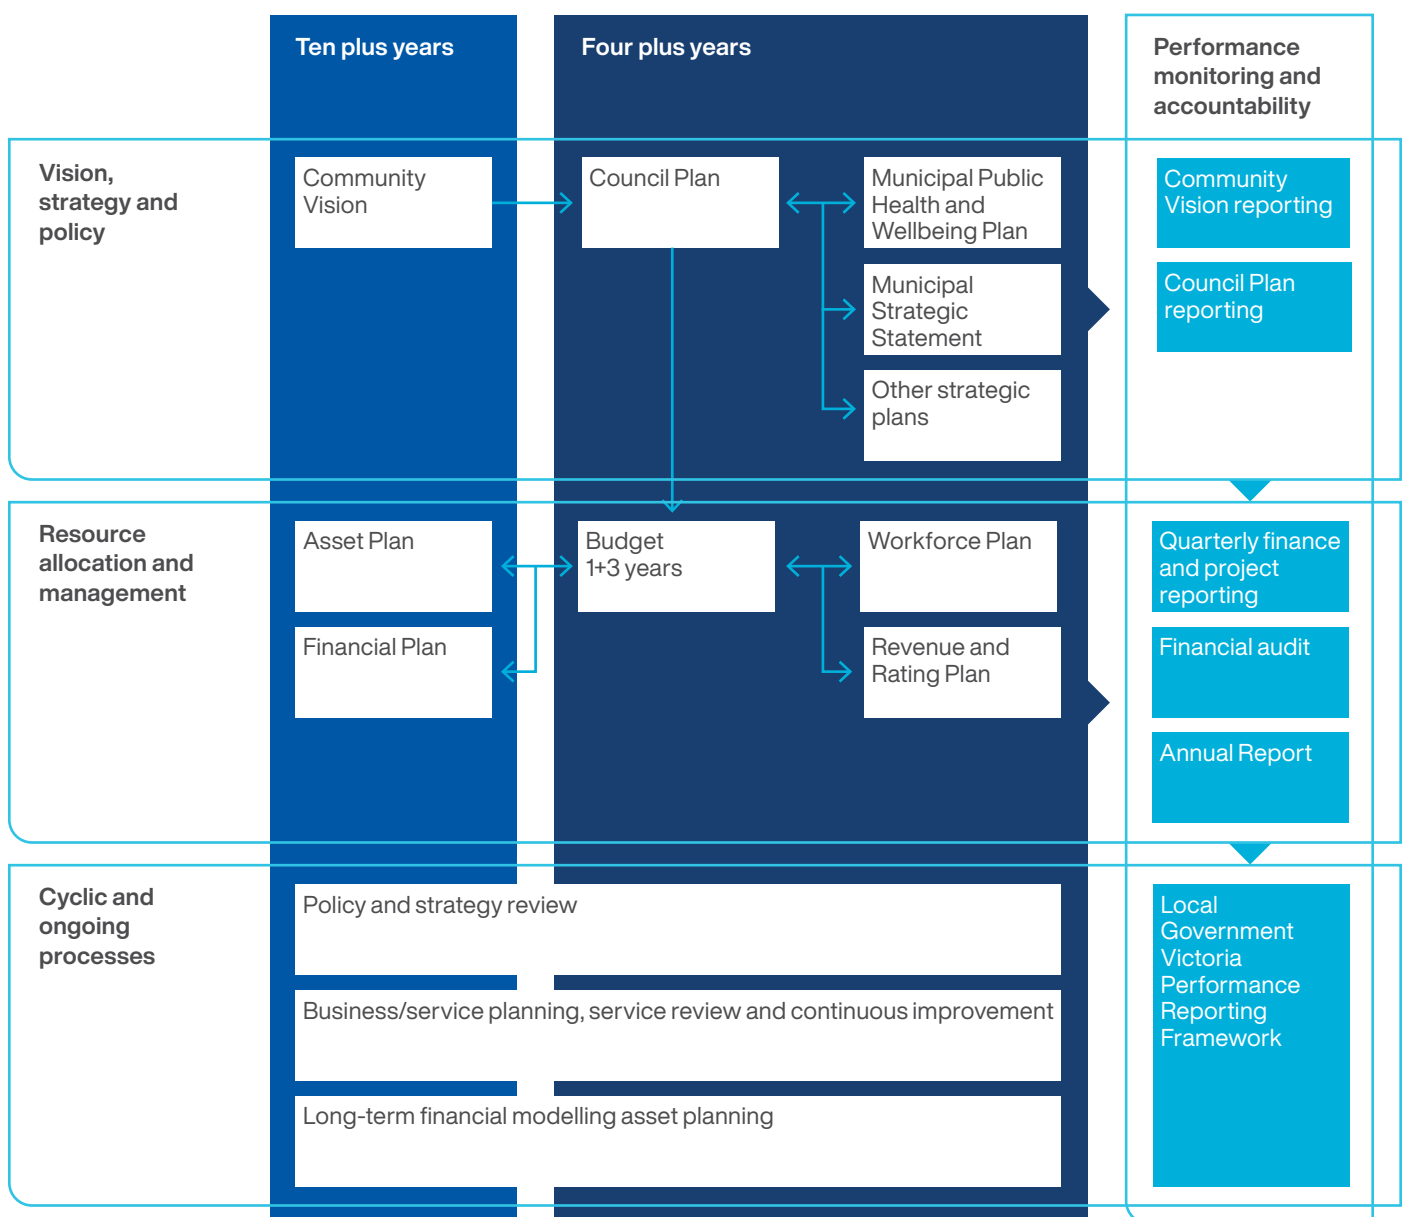 Ten plus years
Four plus years
Performance
monitoring and
accountability
Vision,
strategy and
policy
Community
Vision
Council Plan
Municipal Public
Health and
Wellbeing Plan
Municipal
Strategic
Statement
Other strategic
plans
Community
Vision reporting
Council Plan
reporting
Resource
allocation and
management
Asset Plan
Financial Plan
Budget
1+3 years
Workforce Plan
Revenue and
Rating Plan
Quarterly finance
and project
reporting
Financial audit
Annual Report
Cyclic and
ongoing
processes
Policy and strategy review
Business/service planning, service review and continuous improvement
Long-term financial modelling asset planning
Local
Government
Victoria
Performance
Reporting
Framework